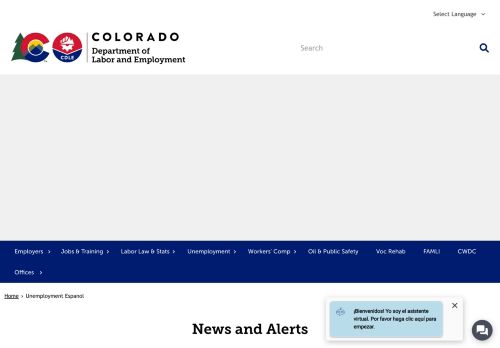 Select Language
COLORADO
Department of
Labor and Employment
CDLE
Search
Employers
Jobs & Training
Labor Law & Stats
Unemployment
Workers' Comp
Oil & Public Safety
Voc Rehab
FAMLI
CWDC
Offices
Home › Unemployment Espanol
¡Bienvenidos! Yo soy el asistente
virtual. Por favor haga clic aquí para
empezar.
News and Alerts